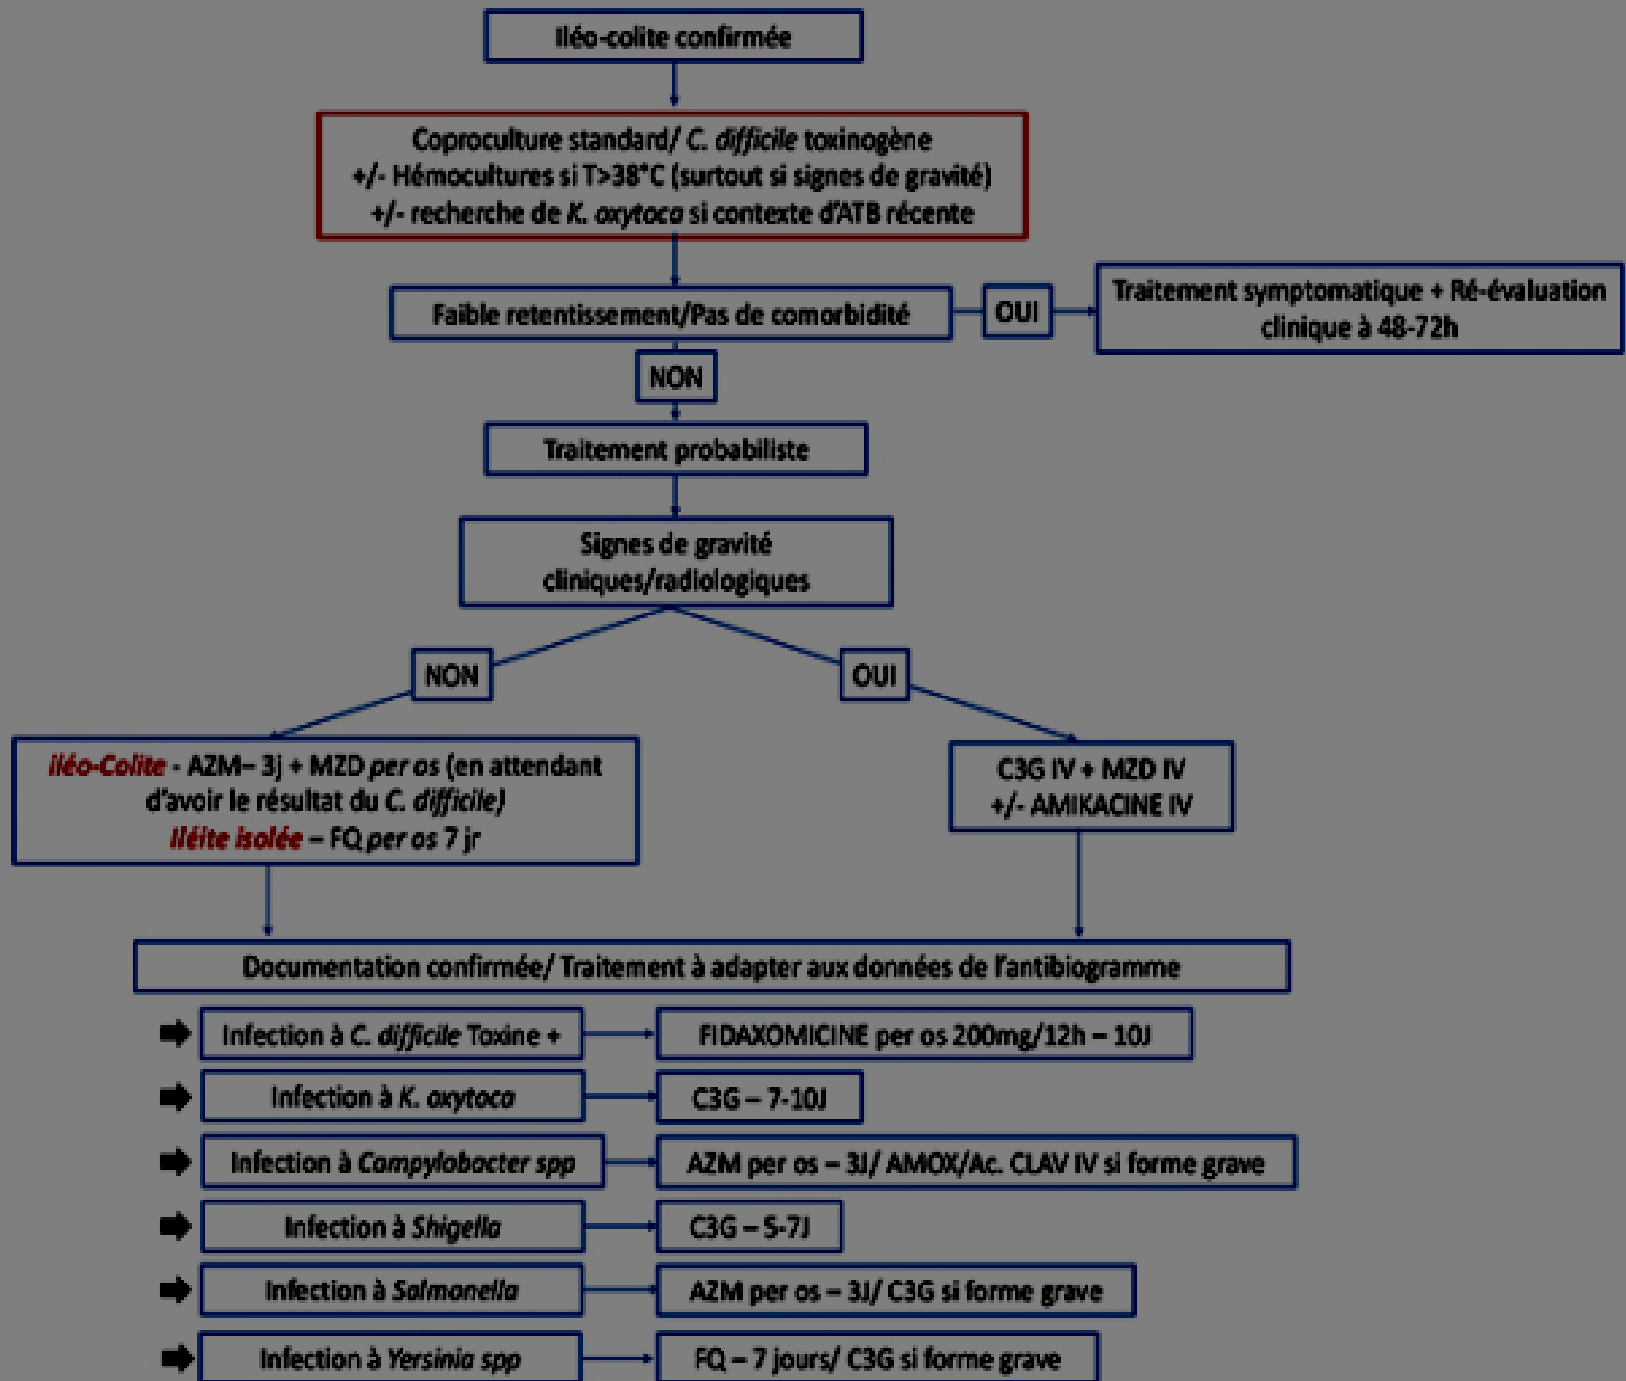 Iléo-colite confirmée
Coproculture standard/ C. difficile toxinogène
+/- Hémocultures si T>38°C (surtout si signes de gravité)
+/- recherche de K. oxytoca si contexte d'ATB récente
Faible retentissement/Pas de comorbidité
OUI
Traitement symptomatique + Ré-évaluation
clinique à 48-72h
NON
Traitement probabiliste
Signes de gravité
cliniques/radiologiques
NON
OUI
Iléo-Colite - AZM– 3j + MZD per os (en attendant
d'avoir le résultat du C. difficile)
Iléite isolée – FQ per os 7 jr
C3G IV + MZD IV
+/- AMIKACINE IV
Documentation confirmée/ Traitement à adapter aux données de l'antibiogramme
Infection à C. difficile Toxine +
FIDAXOMICINE per os 200mg/12h – 10J
Infection à K. oxytoca
C3G – 7-10J
Infection à Campylobacter spp
AZM per os – 3J/ AMOX/Ac. CLAV IV si forme grave
Infection à Shigella
C3G – 5-7J
Infection à Salmonella
AZM per os – 3J/ C3G si forme grave
Infection à Yersinia spp
FQ – 7 jours/ C3G si forme grave